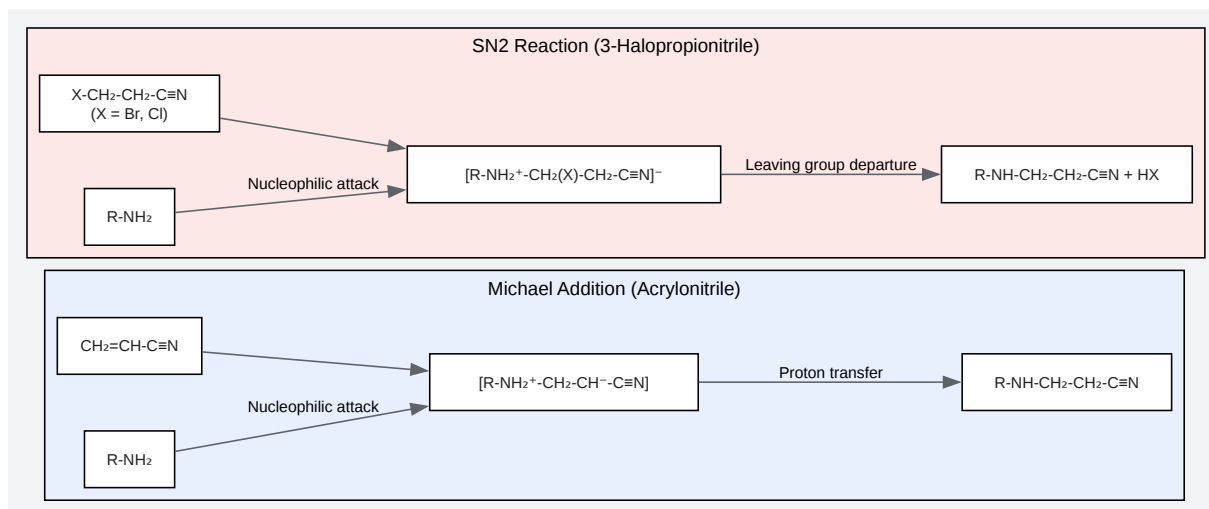 SN2 Reaction (3-Halopropionitrile)
X-CH₂-CH₂-C≡N
(X = Br, Cl)
Nucleophilic attack
R-NH₂
[R-NH₂⁺-CH₂(X)-CH₂-C≡N]⁻
Leaving group departure
R-NH-CH₂-CH₂-C≡N + HX
Michael Addition (Acrylonitrile)
CH₂=CH-C≡N
Nucleophilic attack
R-NH₂
[R-NH₂⁺-CH₂-CH⁻-C≡N]
Proton transfer
R-NH-CH₂-CH₂-C≡N